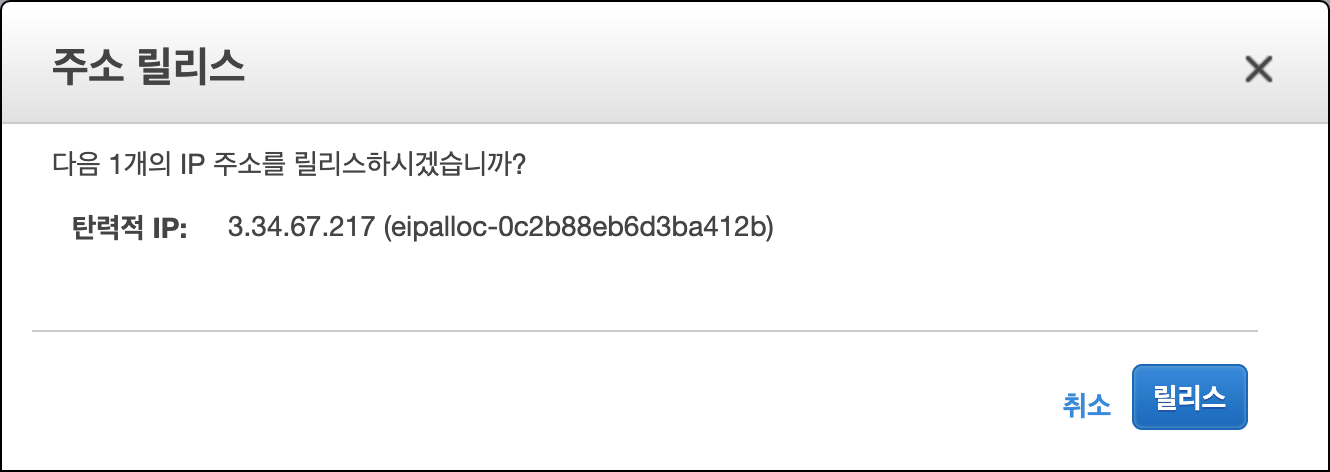 주소 릴리스
다음 1개의 IP 주소를 릴리스하시겠습니까?
탄력적 IP: 3.34.67.217 (eipalloc-0c2b88eb6d3ba412b)
취소 릴리스